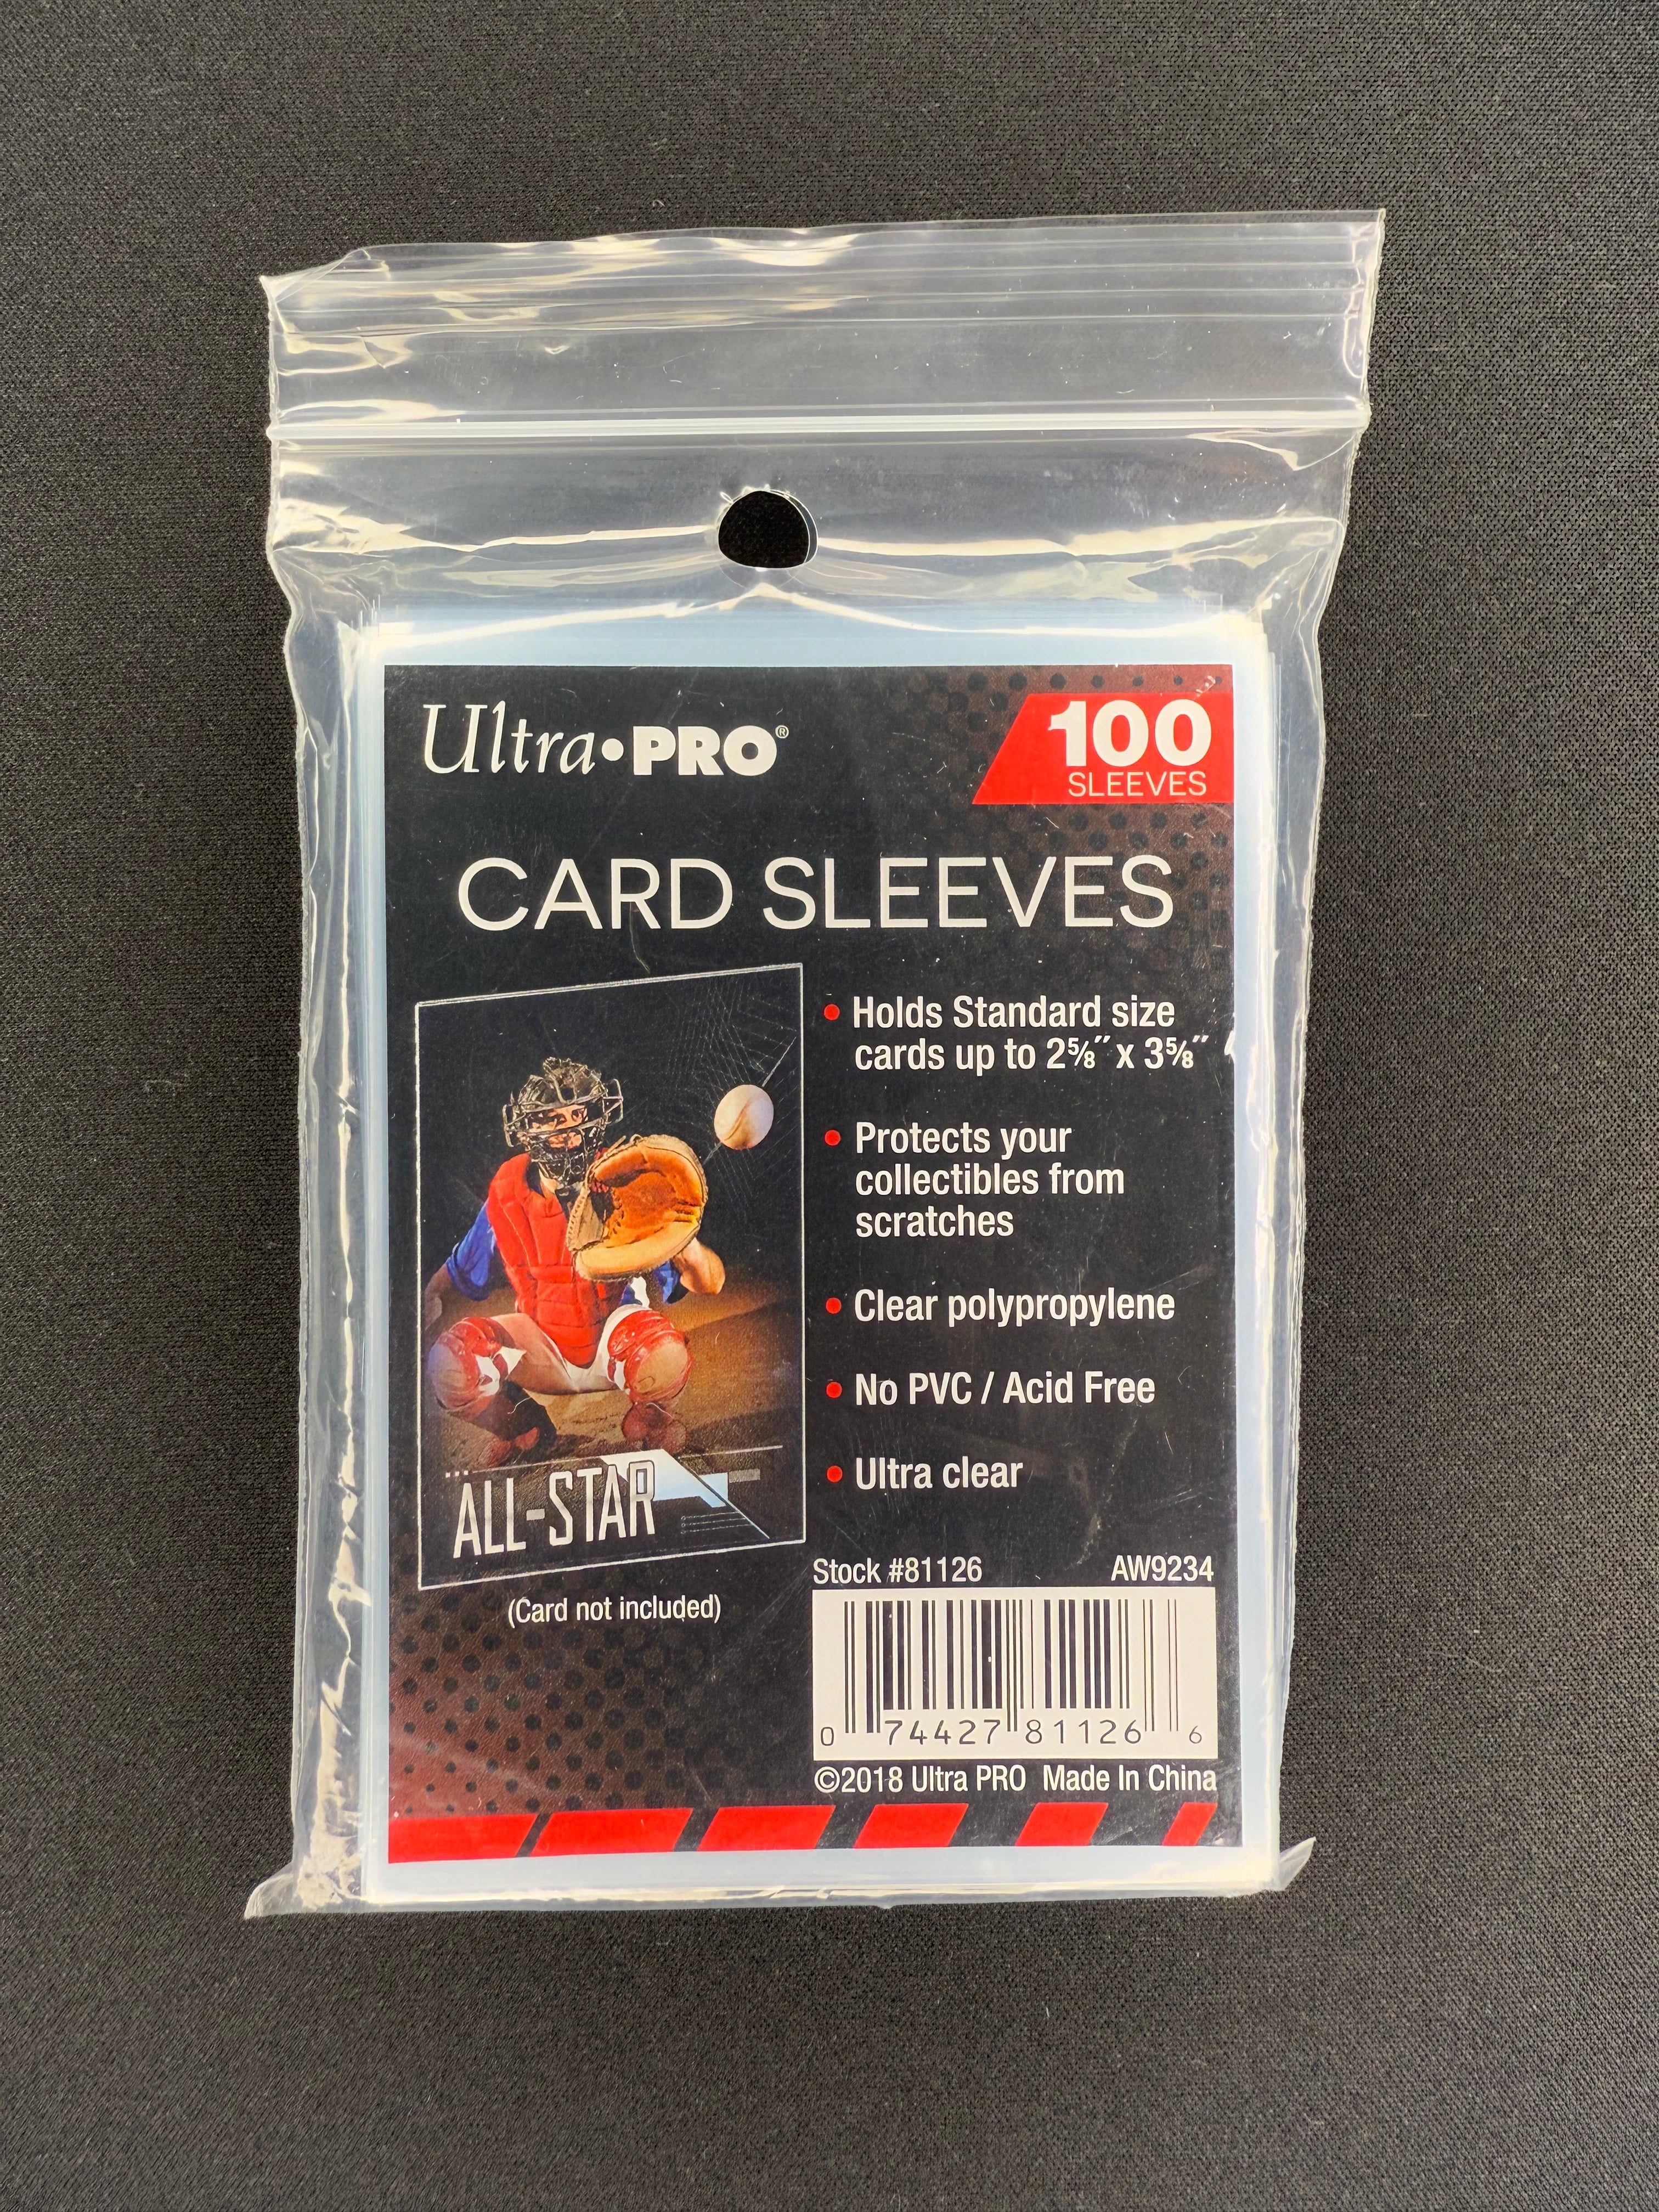 Ultra•PRO®
100
SLEEVES
CARD SLEEVES
• Holds Standard size
cards up to 2⅝″ x 3⅝″
• Protects your
collectibles from
scratches
• Clear polypropylene
• No PVC / Acid Free
• Ultra clear
ALL-STAR
(Card not included)
Stock #81126 AW9234
0 74427 81126 6
©2018 Ultra PRO Made In China